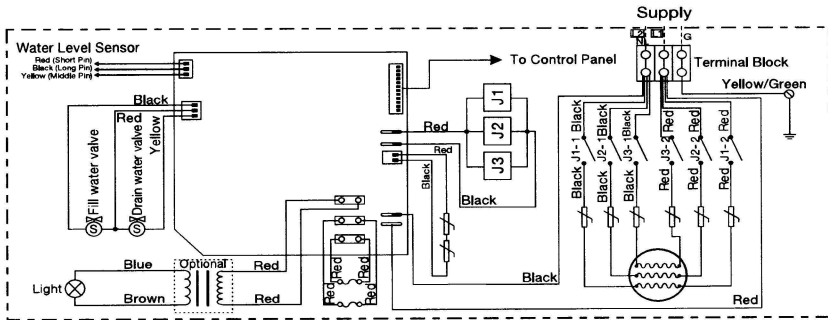 Supply
L2
N
L1
G
Water Level Sensor
Red (Short Pin)
Black (Long Pin)
Yellow (Middle Pin)
To Control Panel
Terminal Block
Yellow/Green
Black
Red
Yellow
Fill water valve
Drain water valve
S
S
Red
J1
J2
J3
Red
Black
Black
J1-1 Black
J2-1 Black
J3-1 Black
J3-2 Red
J2-2 Red
J1-2 Red
Black
Black
Black
Red
Red
Red
Optional
Light
Blue
Brown
Red
Red
Red
Red
Red
Red
Black
Red